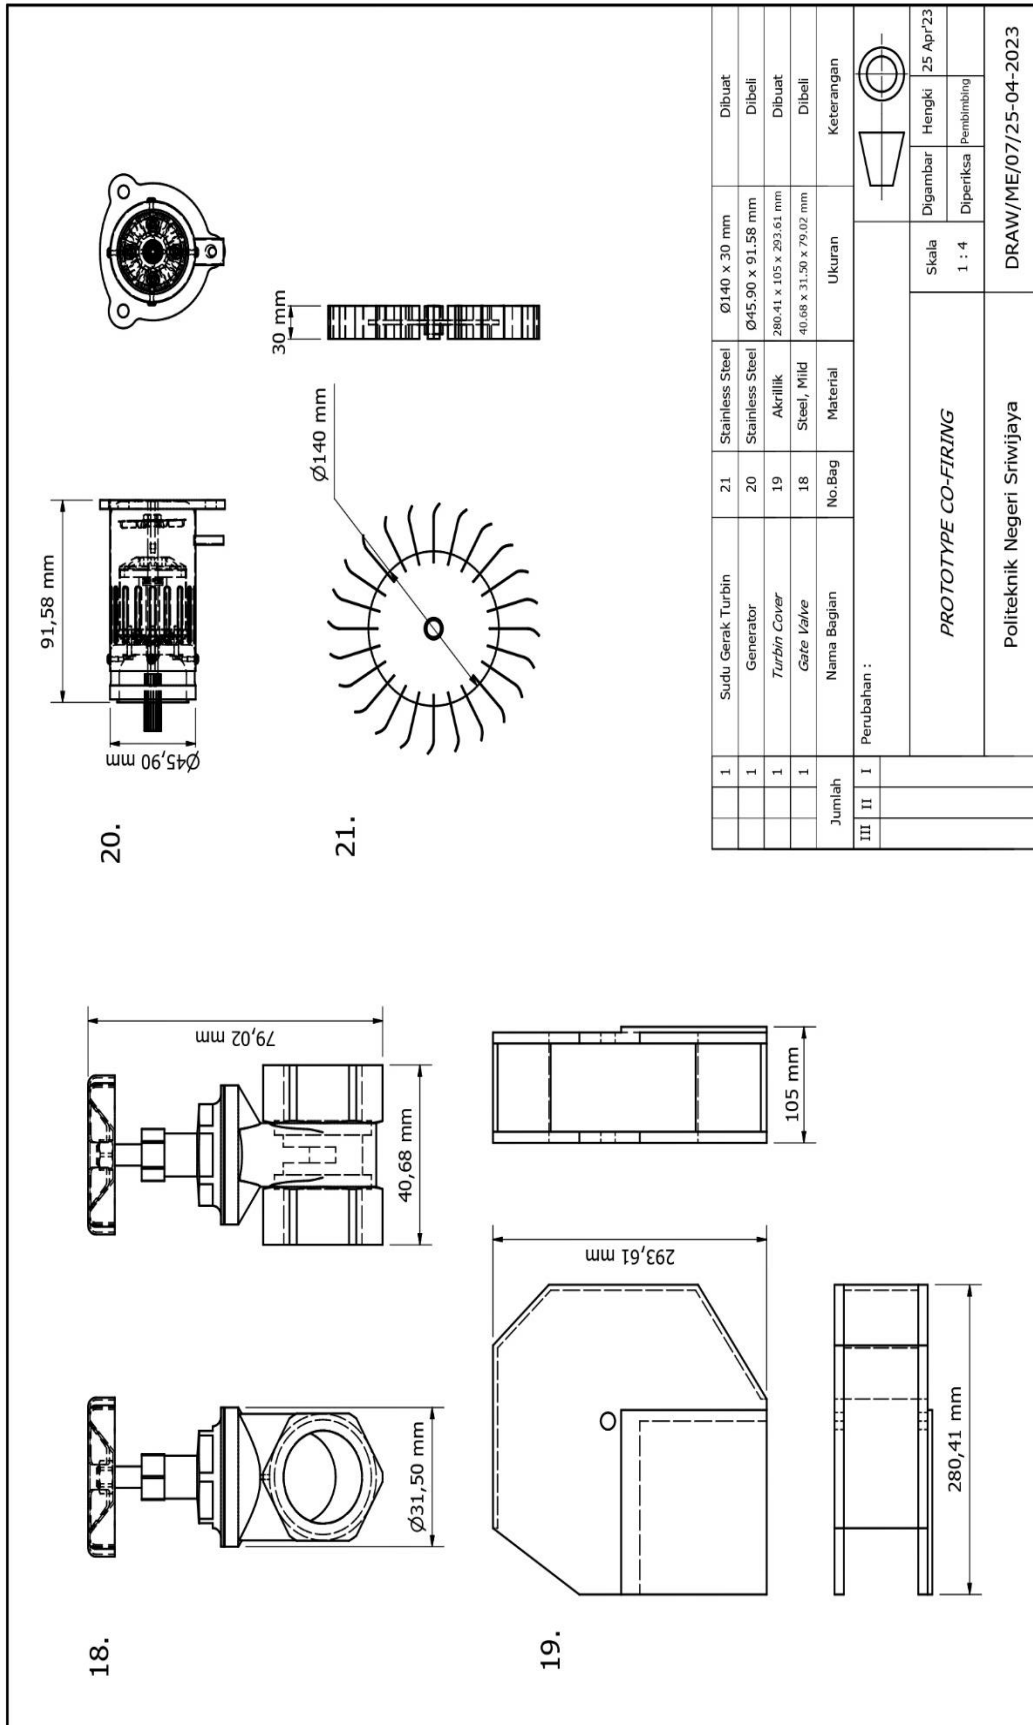 18.
79,02 mm
Ø31,50 mm
40,68 mm
19.
293,61 mm
105 mm
280,41 mm
20.
91,58 mm
Ø45,90 mm
21.
Ø140 mm
30 mm
1 Sudu Gerak Turbin 21 Stainless Steel Ø140 x 30 mm Dibuat
1 Generator 20 Stainless Steel Ø45.90 x 91.58 mm Dibeli
1 Turbin Cover 19 Akrillik 280.41 x 105 x 293.61 mm Dibuat
1 Gate Valve 18 Steel, Mild 40.68 x 31.50 x 79.02 mm Dibeli
Jumlah Nama Bagian No.Bag Material Ukuran Keterangan
III II I Perubahan :
PROTOTYPE CO-FIRING
Skala
1 : 4
Digambar Hengki 25 Apr'23
Diperiksa Pembimbing
Politeknik Negeri Sriwijaya
DRAW/ME/07/25-04-2023